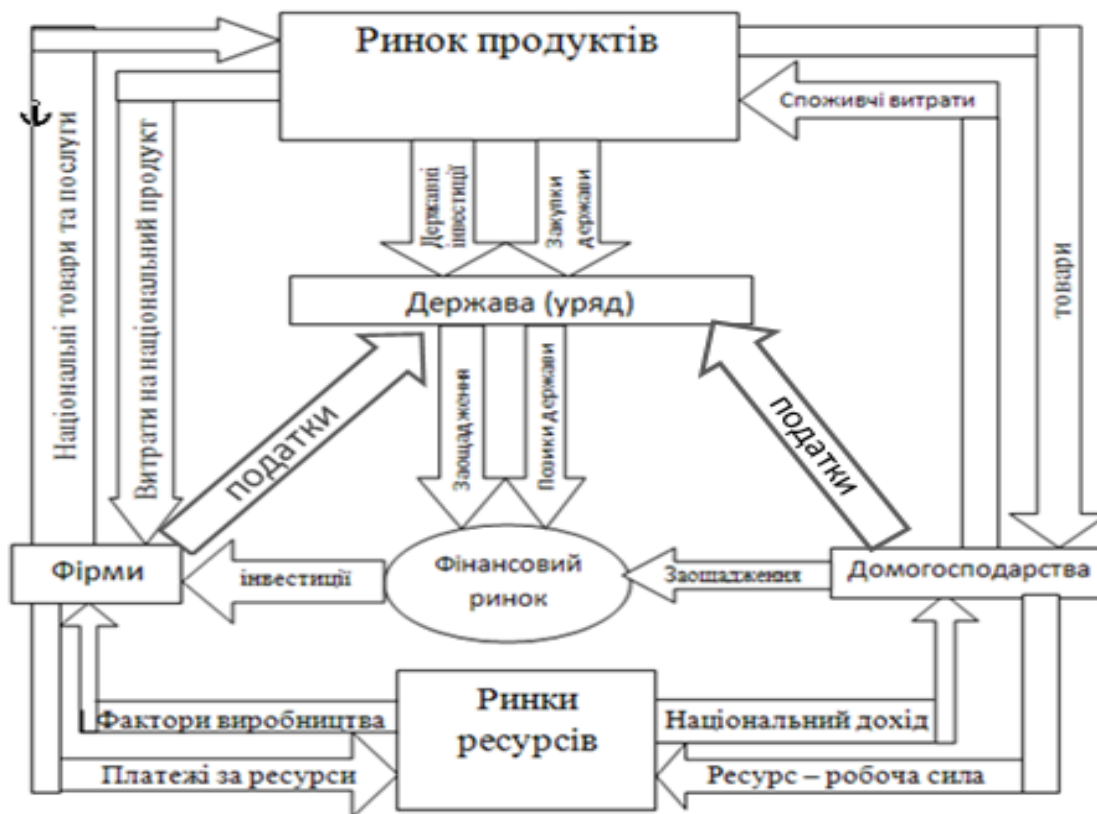 Ринок продуктів
Споживчі витрати
Національні товари та послуги
Витрати на національний продукт
Державні
інвестиції
Закупки
держави
товари
Держава (уряд)
податки
Заощадження
Позики держави
податки
Фірми
інвестиції
Фінансовий
ринок
Заощадження
Домогосподарства
Ринки
ресурсів
Фактори виробництва
Національний дохід
Платежі за ресурси
Ресурс – робоча сила